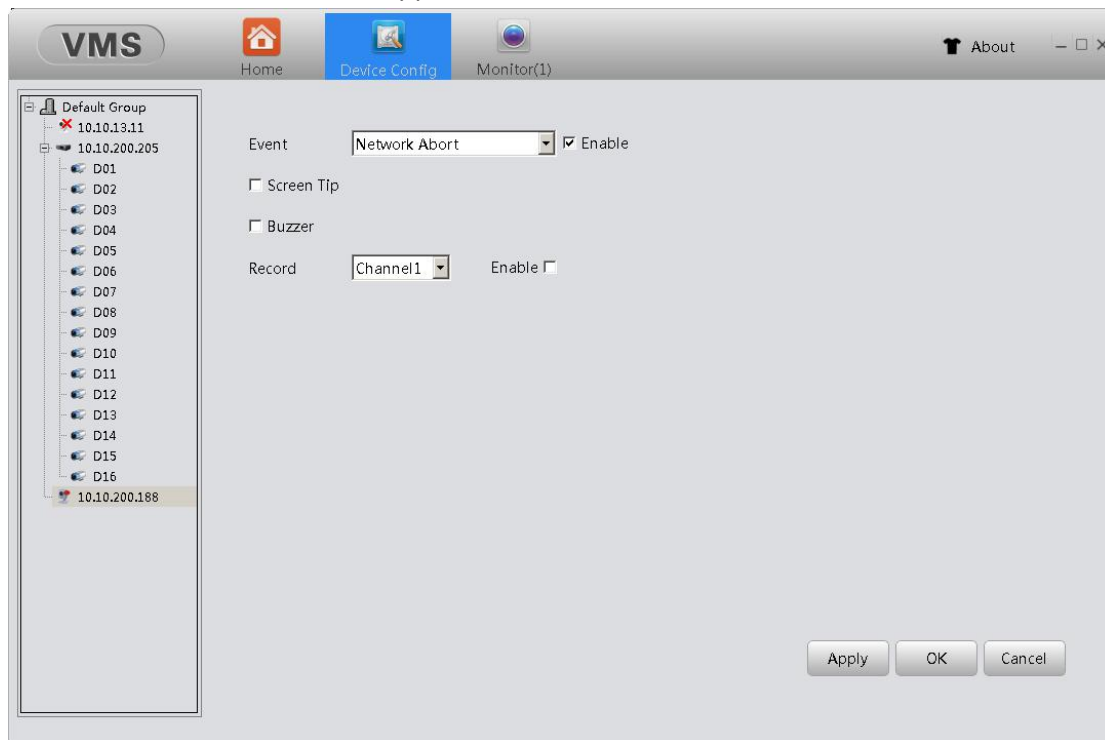 VMS
Home
Device Config
Monitor(1)
About
Default Group
10.10.13.11
10.10.200.205
D01
D02
D03
D04
D05
D06
D07
D08
D09
D10
D11
D12
D13
D14
D15
D16
10.10.200.188
Event Network Abort Enable
Screen Tip
Buzzer
Record Channel1 Enable
Apply OK Cancel